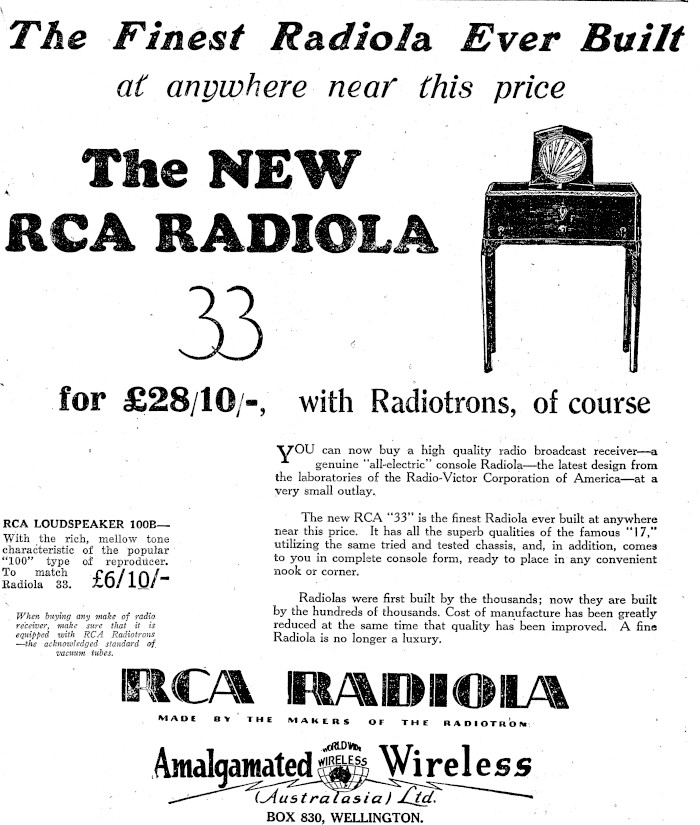 The Finest Radiola Ever Built
at anywhere near this price
The NEW
RCA RADIOLA
33
for £28/10/-, with Radiotrons, of course
YOU can now buy a high quality radio broadcast receiver—a
genuine "all-electric" console Radiola—the latest design from
the laboratories of the Radio-Victor Corporation of America—at a
very small outlay.
The new RCA "33" is the finest Radiola ever built at anywhere
near this price. It has all the superb qualities of the famous "17,"
utilizing the same tried and tested chassis, and, in addition, comes
to you in complete console form, ready to place in any convenient
nook or corner.
Radiolas were first built by the thousands; now they are built
by the hundreds of thousands. Cost of manufacture has been greatly
reduced at the same time that quality has been improved. A fine
Radiola is no longer a luxury.
RCA LOUDSPEAKER 100B—
With the rich, mellow tone
characteristic of the popular
"100" type of reproducer.
To match
Radiola 33. £6/10/-
When buying any make of radio
receiver, make sure that it is
equipped with RCA Radiotrons
—the acknowledged standard of
vacuum tubes.
RCA RADIOLA
MADE BY THE MAKERS OF THE RADIOTRON
Amalgamated WORLD WIDE WIRELESS Wireless
(Australasia) Ltd.
BOX 830, WELLINGTON.